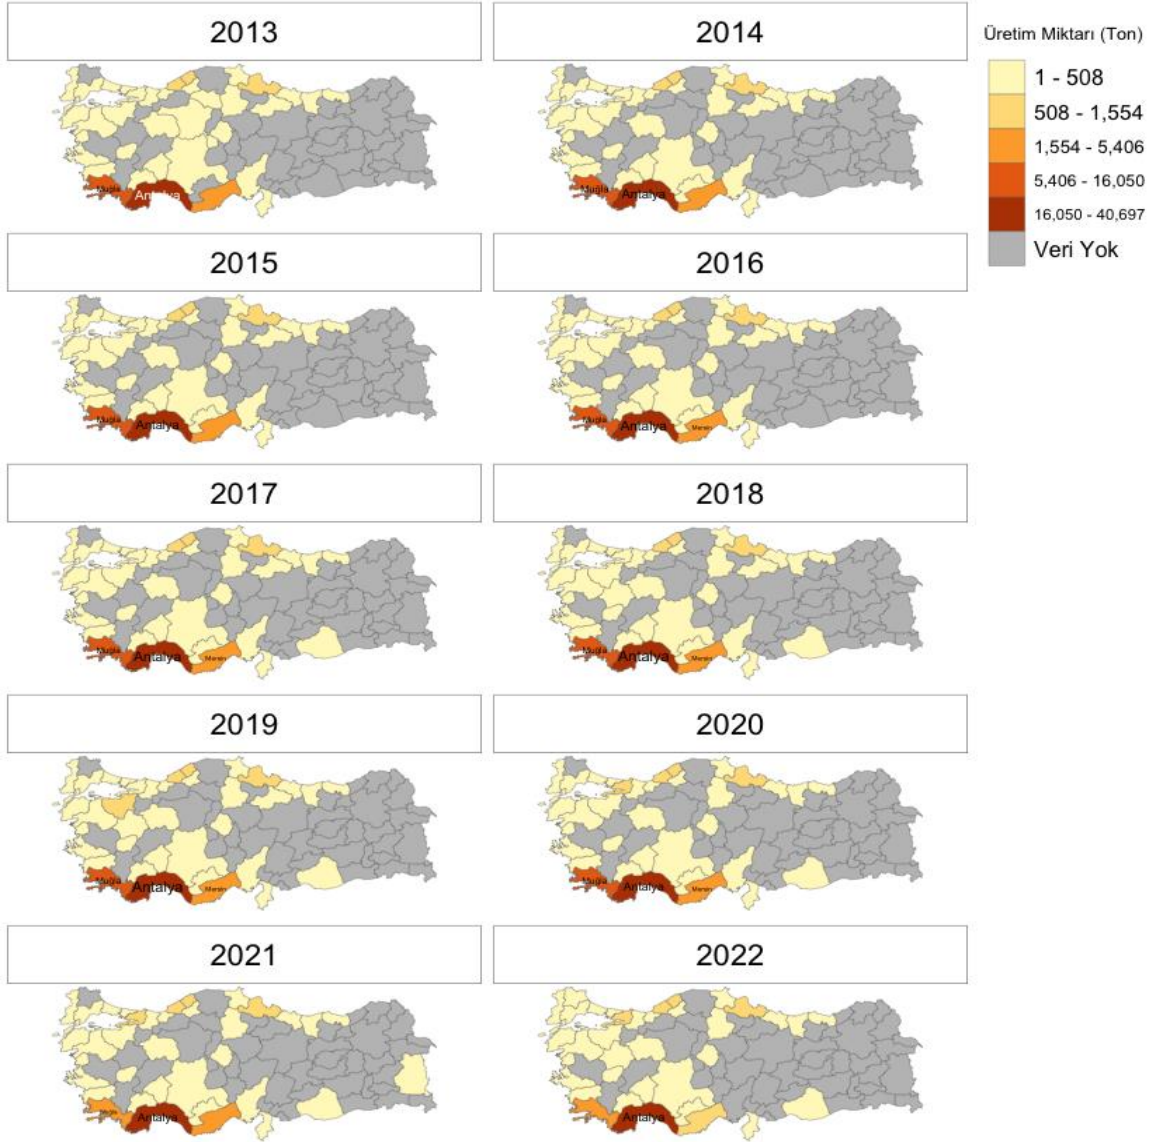 2013
2014
Üretim Miktarı (Ton)
1 - 508
508 - 1,554
1,554 - 5,406
5,406 - 16,050
16,050 - 40,697
Veri Yok
Muğla
Antalya
Muğla
Antalya
2015
2016
Muğla
Antalya
Muğla
Antalya
Mersin
2017
2018
Muğla
Antalya
Mersin
Muğla
Antalya
Mersin
2019
2020
Muğla
Antalya
Mersin
Muğla
Antalya
Mersin
2021
2022
Muğla
Antalya
Antalya